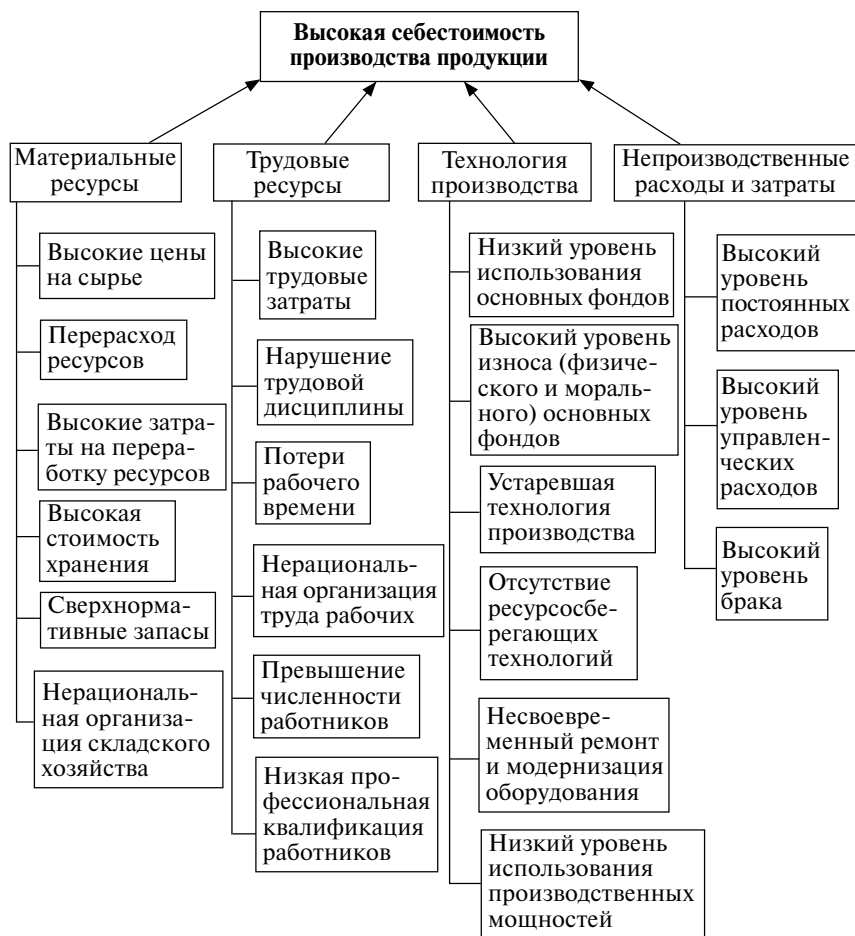 Высокая себестоимость
производства продукции
Материальные
ресурсы
Высокие цены
на сырье
Перерасход
ресурсов
Высокие затра-
ты на перера-
ботку ресурсов
Высокая
стоимость
хранения
Сверхнорма-
тивные запасы
Нерациональ-
ная организа-
ция складского
хозяйства
Трудовые
ресурсы
Высокие
трудовые
затраты
Нарушение
трудовой
дисциплины
Потери
рабочего
времени
Нерациональ-
ная организация
труда рабочих
Превышение
численности
работников
Низкая про-
фессиональная
квалификация
работников
Технология
производства
Низкий уровень
использования
основных фондов
Высокий уровень
износа (физиче-
ского и мораль-
ного) основных
фондов
Устаревшая
технология
производства
Отсутствие
ресурсосбе-
регающих
технологий
Несвоевре-
менный ремонт
и модернизация
оборудования
Низкий уровень
использования
производственных
мощностей
Непроизводственные
расходы и затраты
Высокий
уровень
постоянных
расходов
Высокий
уровень
управлен-
ческих
расходов
Высокий
уровень
брака